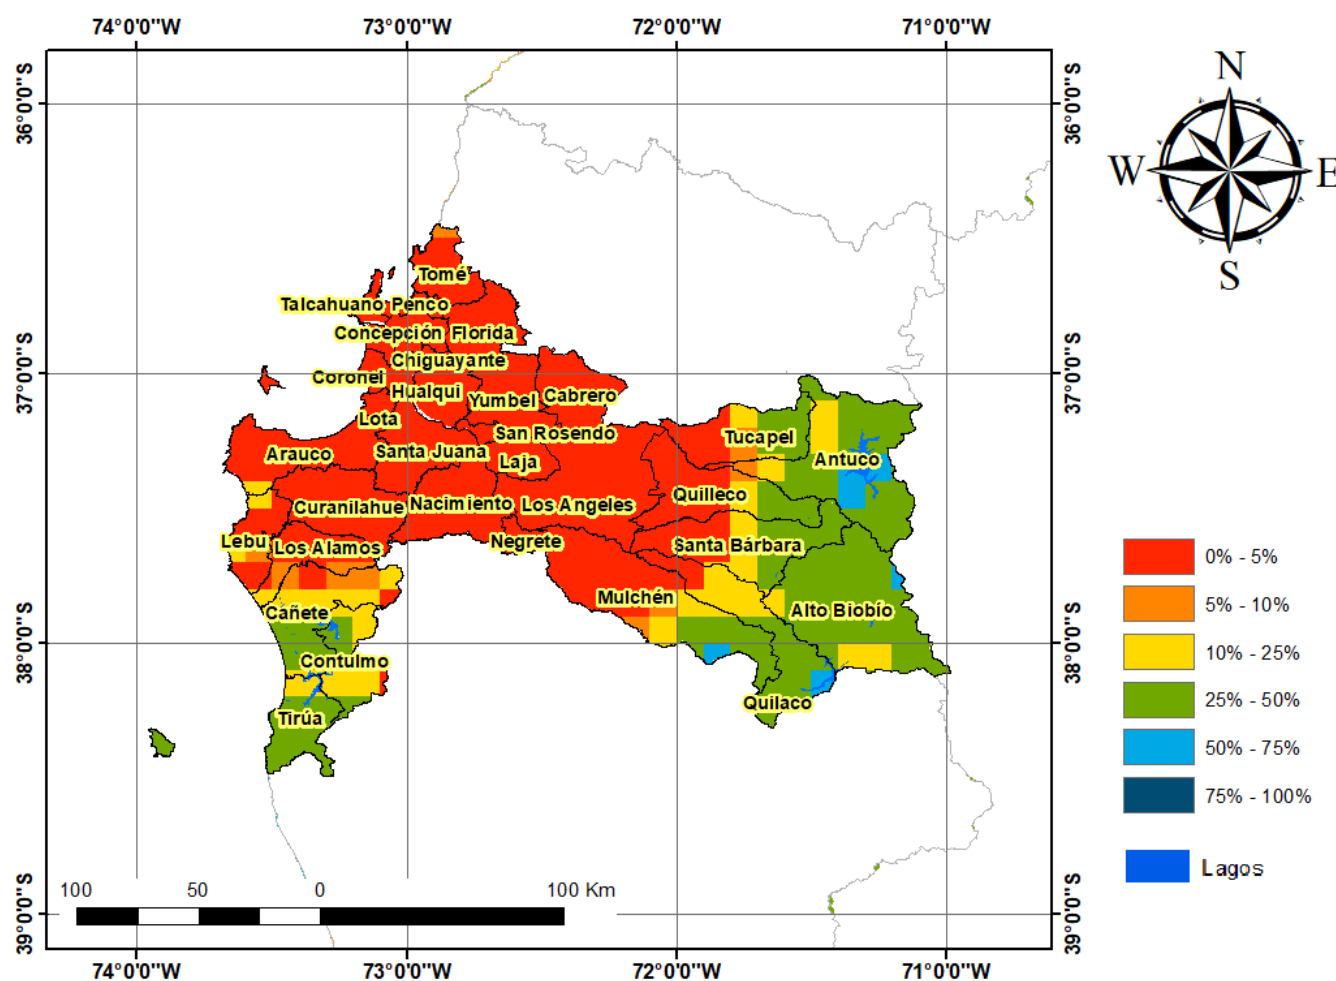 74°0'0"W 73°0'0"W 72°0'0"W 71°0'0"W
36°0'0"S 36°0'0"S
37°0'0"S 37°0'0"S
38°0'0"S 38°0'0"S
39°0'0"S 39°0'0"S
N
W E
S
Tomé
Talcahuano Penco
Concepción Florida
Chiguayante
Coronel
Hualqui
Yumbel Cabrero
Lota
San Rosendo
Tucapel
Arauco Santa Juana
Laja
Antuco
Quilleco
Curanilahue Nacimiento Los Angeles
Lebu Los Alamos
Negrete
Santa Bárbara
Mulchén
Cañete
Alto Biobío
Contulmo
Quilaco
Tirúa
0% - 5%
5% - 10%
10% - 25%
25% - 50%
50% - 75%
75% - 100%
Lagos
100 50 0 100 Km
74°0'0"W 73°0'0"W 72°0'0"W 71°0'0"W